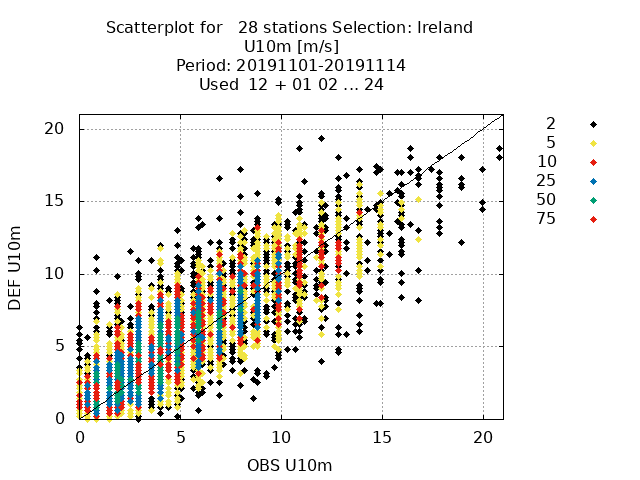 Scatterplot for   28 stations Selection: Ireland
U10m [m/s]
Period: 20191101-20191114
Used  12 + 01 02 ... 24
2
5
10
25
50
75
20
15
10
5
0
DEF U10m
0 5 10 15 20
OBS U10m